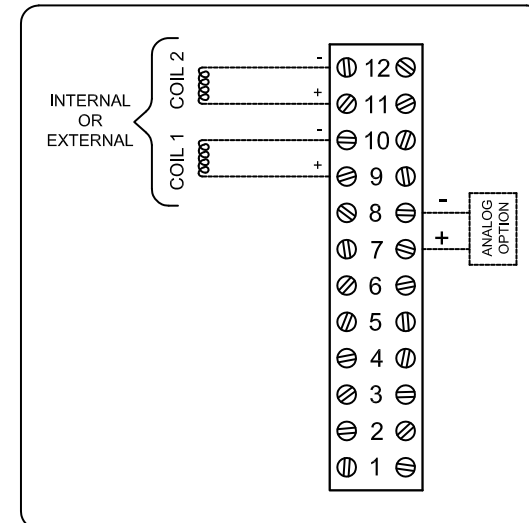 INTERNAL
OR
EXTERNAL
COIL 2
COIL 1
-
+
-
+
12
11
10
9
8
7
6
5
4
3
2
1
-
+
ANALOG
OPTION